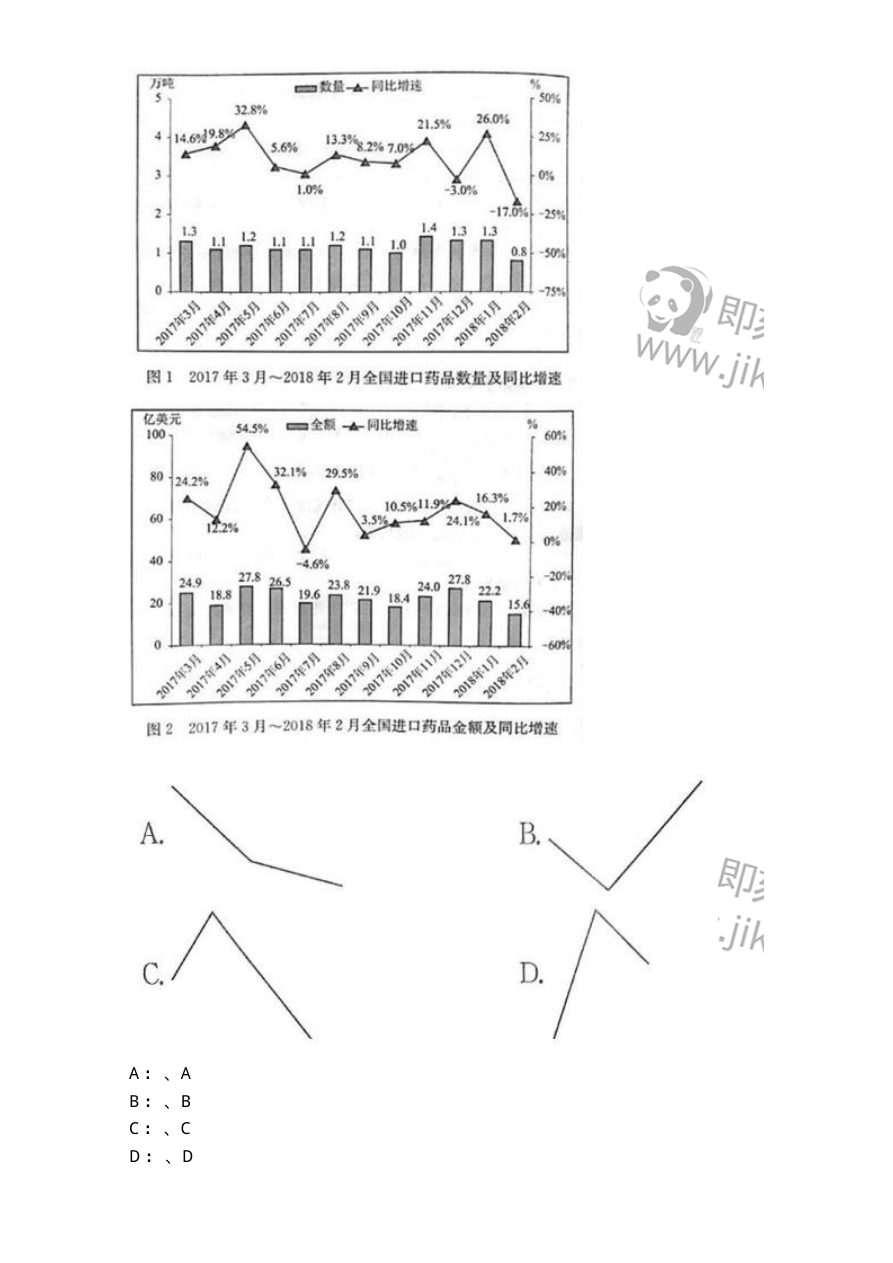 万吨 数量 同比增速 %
5 50%
4 25%
3 0%
2 -25%
1 -50%
0 -75%
14.6% 19.8% 32.8% 5.6% 1.0% 13.3% 8.2% 7.0% 21.5% -3.0% 26.0% -17.0%
1.3 1.1 1.2 1.1 1.1 1.2 1.1 1.0 1.4 1.3 1.3 0.8
2017年3月 2017年4月 2017年5月 2017年6月 2017年7月 2017年8月 2017年9月 2017年10月 2017年11月 2017年12月 2018年1月 2018年2月
图 1 2017 年 3 月～2018 年 2 月全国进口药品数量及同比增速
亿美元 金额 同比增速 %
100 60%
80 40%
60 20%
40 0%
20 -20%
0 -40%
-60%
24.2% 12.2% 54.5% 32.1% -4.6% 29.5% 3.5% 10.5% 11.9% 24.1% 16.3% 1.7%
24.9 18.8 27.8 26.5 19.6 23.8 21.9 18.4 24.0 27.8 22.2 15.6
2017年3月 2017年4月 2017年5月 2017年6月 2017年7月 2017年8月 2017年9月 2017年10月 2017年11月 2017年12月 2018年1月 2018年2月
图 2 2017 年 3 月～2018 年 2 月全国进口药品金额及同比增速
即
www.jik
A. B.
即
.jik
C. D.
A： 、A
B： 、B
C： 、C
D： 、D